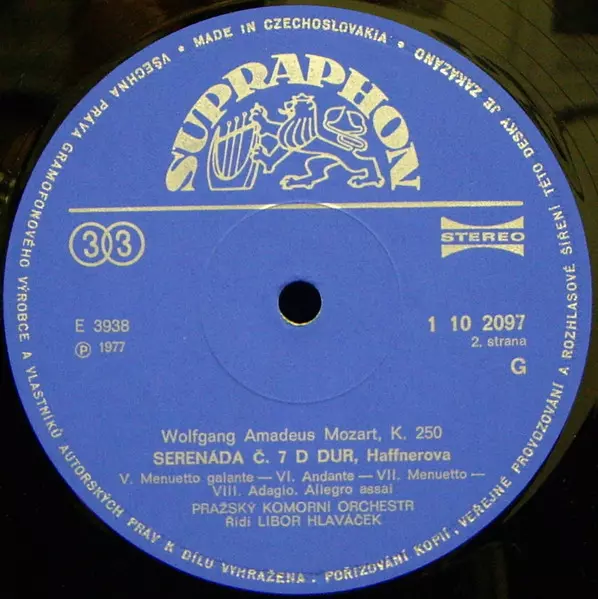 VŠECHNA PRÁVA GRAMOFONOVÉHO VÝROBCE A VLASTNÍKŮ AUTORSKÝCH PRÁV K DÍLU VYHRAŽENA · POŘIZOVÁNÍ KOPIÍ, VEŘEJNÉ PROVOZOVÁNÍ A ROZHLASOVÉ ŠÍŘENÍ TÉTO DESKY JE ZAKÁZÁNO
• MADE IN CZECHOSLOVAKIA •
SUPRAPHON
33
STEREO
E 3938
℗ 1977
1 10 2097
2. strana
G
Wolfgang Amadeus Mozart, K. 250
SERENÁDA Č. 7 D DUR, Haffnerova
V. Menuetto galante — VI. Andante — VII. Menuetto —
VIII. Adagio. Allegro assai
PRAŽSKÝ KOMORNÍ ORCHESTR
Řídí LIBOR HLAVÁČEK